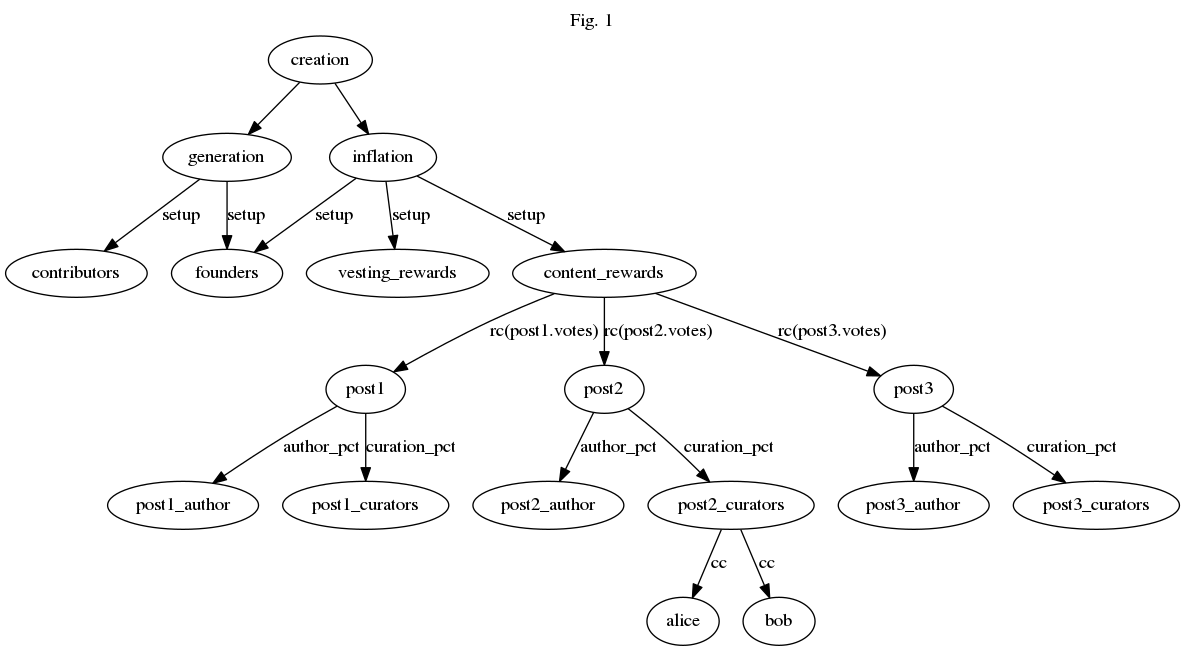 Fig. 1
creation
generation
inflation
setup
setup
setup
setup
setup
contributors
founders
vesting_rewards
content_rewards
rc(post1.votes)
rc(post2.votes)
rc(post3.votes)
post1
post2
post3
author_pct
curation_pct
author_pct
curation_pct
author_pct
curation_pct
post1_author
post1_curators
post2_author
post2_curators
post3_author
post3_curators
cc
cc
alice
bob